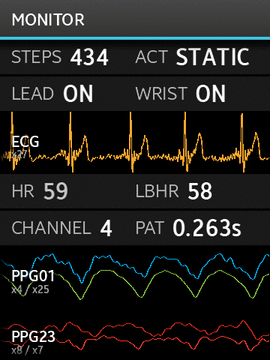 MONITOR
STEPS 434 ACT STATIC
LEAD ON WRIST ON
ECG
HR 59 LBHR 58
CHANNEL 4 PAT 0.263s
PPG01
x4 / x25
PPG23
x8 / x7